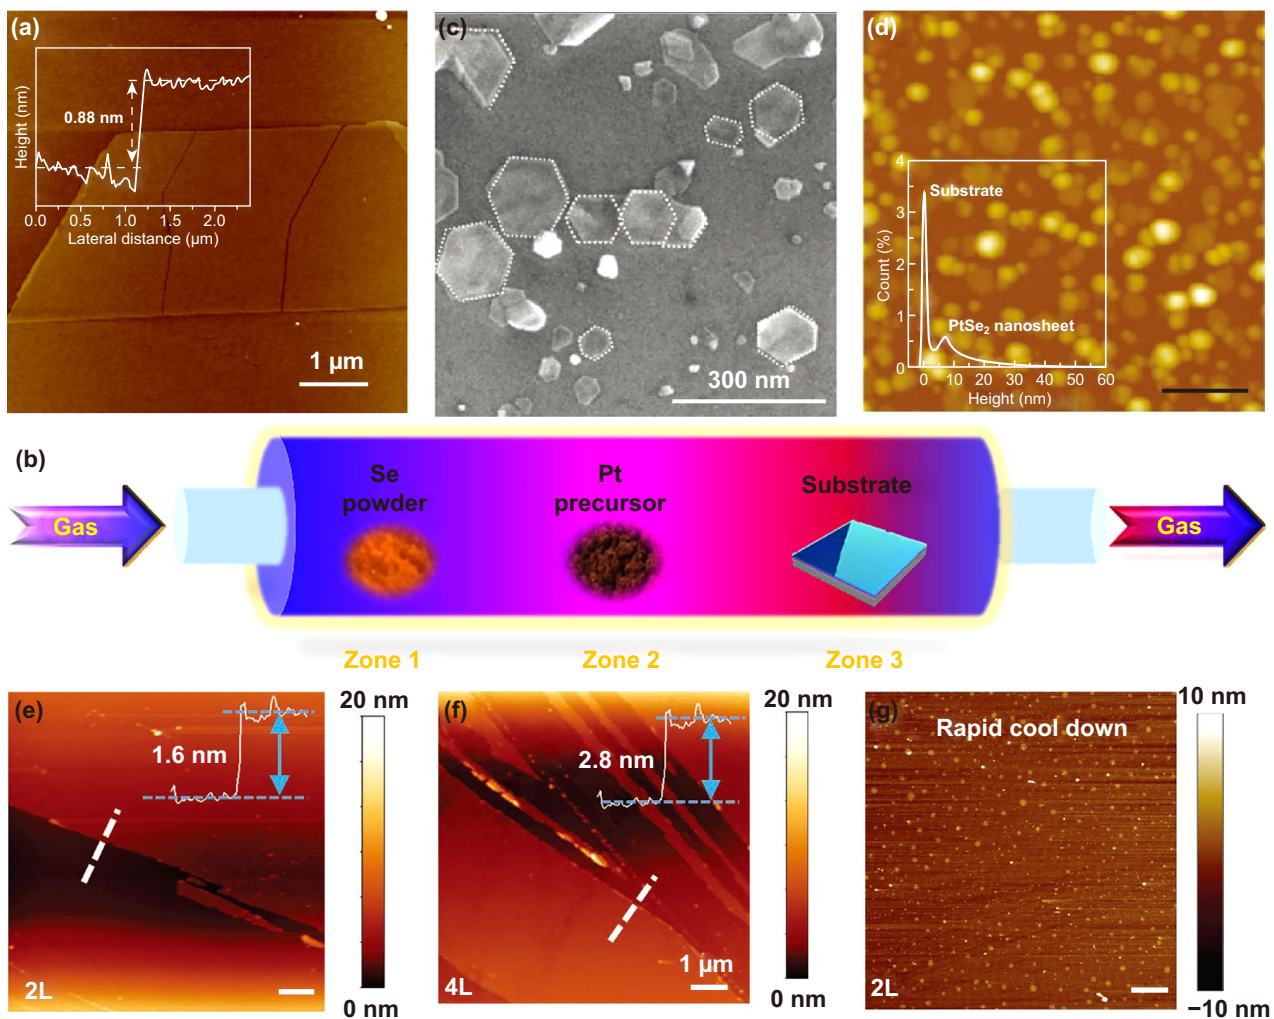 (a)
Height (nm)
0.88 nm
0.0 0.5 1.0 1.5 2.0
Lateral distance (µm)
1 µm
(c)
300 nm
(d)
4
3
2
1
0
Count (%)
Substrate
PtSe₂ nanosheet
0 10 20 30 40 50 60
Height (nm)
(b)
Gas
Se
powder
Pt
precursor
Substrate
Gas
Zone 1
Zone 2
Zone 3
(e)
1.6 nm
2L
20 nm
0 nm
(f)
2.8 nm
4L
1 µm
20 nm
0 nm
(g)
Rapid cool down
2L
10 nm
−10 nm